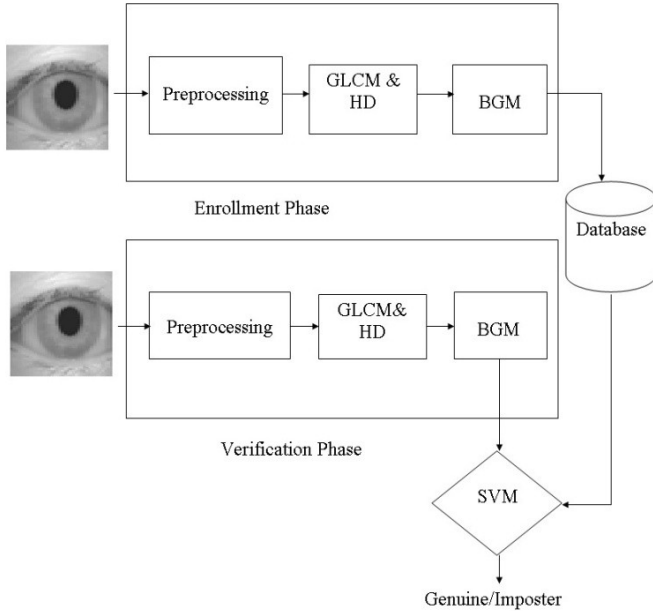 Preprocessing
GLCM &
HD
BGM
Enrollment Phase
Database
Preprocessing
GLCM&
HD
BGM
Verification Phase
SVM
Genuine/Imposter